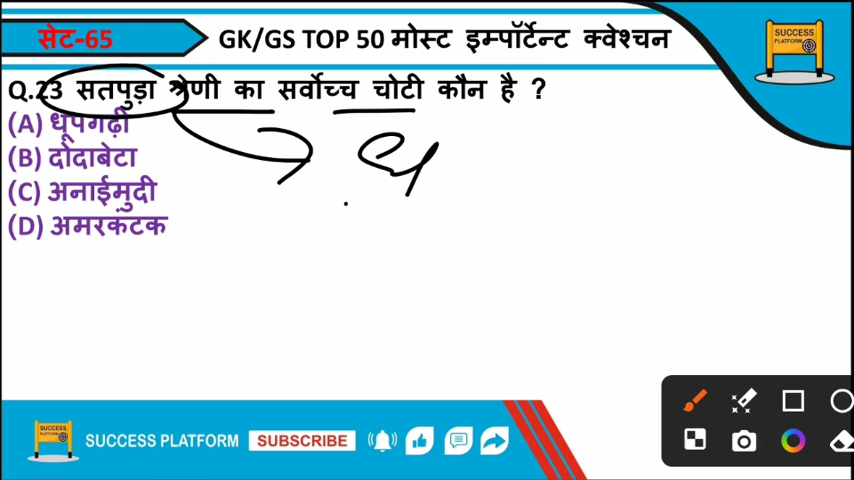 सेट-65
GK/GS TOP 50 मोस्ट इम्पॉर्टेन्ट क्वेश्चन
SUCCESS
PLATFORM
Q.23 सतपुड़ा श्रेणी का सर्वोच्च चोटी कौन है ?
(A) धूपगढ़ी
(B) दोदाबेटा
(C) अनाईमुदी
(D) अमरकंटक
SUCCESS
PLATFORM
SUCCESS PLATFORM
SUBSCRIBE